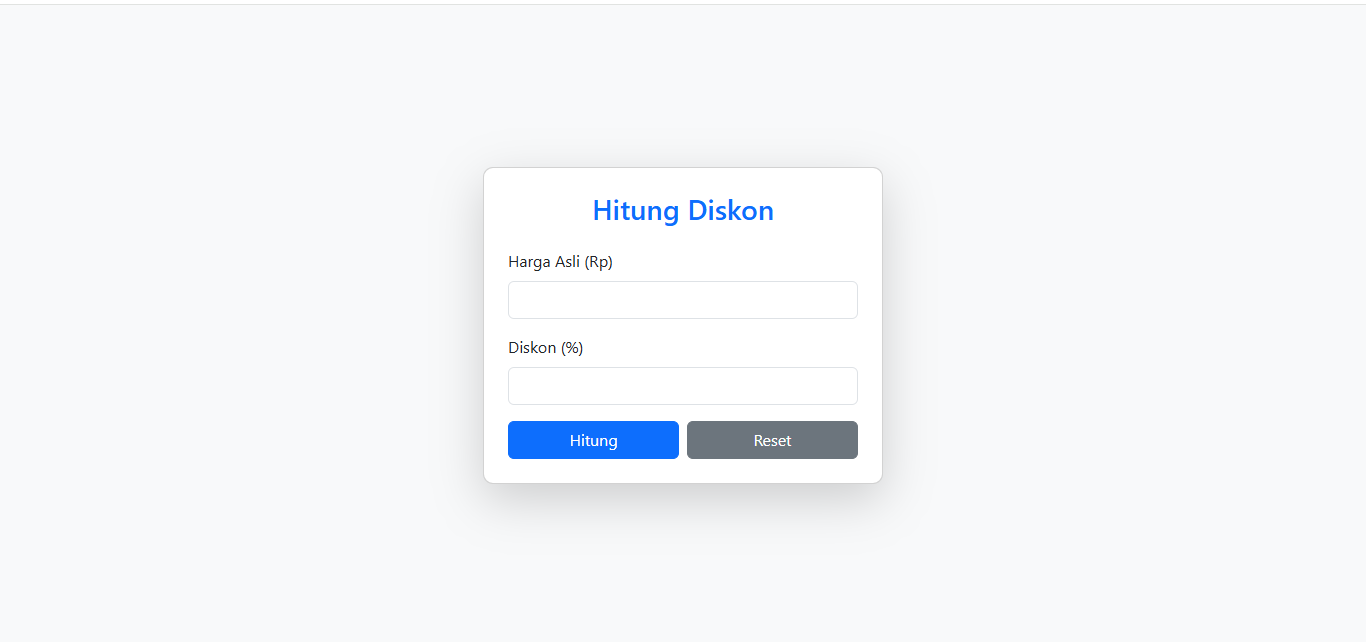 Hitung Diskon
Harga Asli (Rp)
Diskon (%)
Hitung
Reset